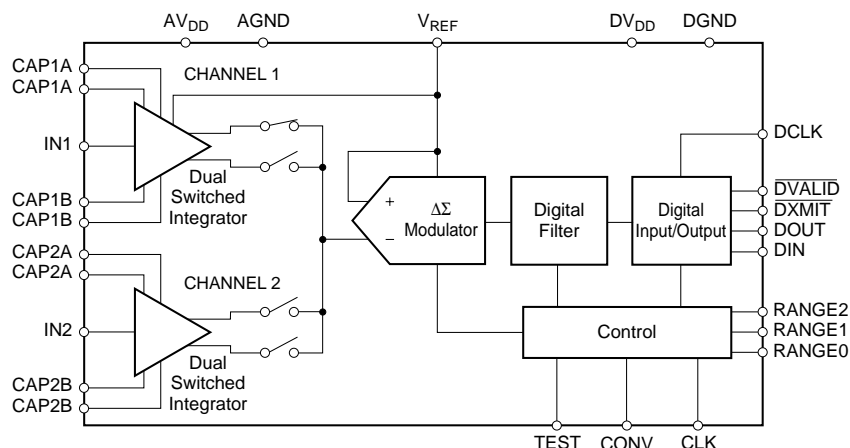 AVDD AGND VREF DVDD DGND
CAP1A
CAP1A
CHANNEL 1
IN1
DCLK
Dual
Switched
Integrator
CAP1B
CAP1B
DVALID
DXMIT
DOUT
DIN
+
−
ΔΣ
Modulator
Digital
Filter
Digital
Input/Output
CAP2A
CAP2A
CHANNEL 2
IN2
Dual
Switched
Integrator
CAP2B
CAP2B
Control
RANGE2
RANGE1
RANGE0
TEST CONV CLK